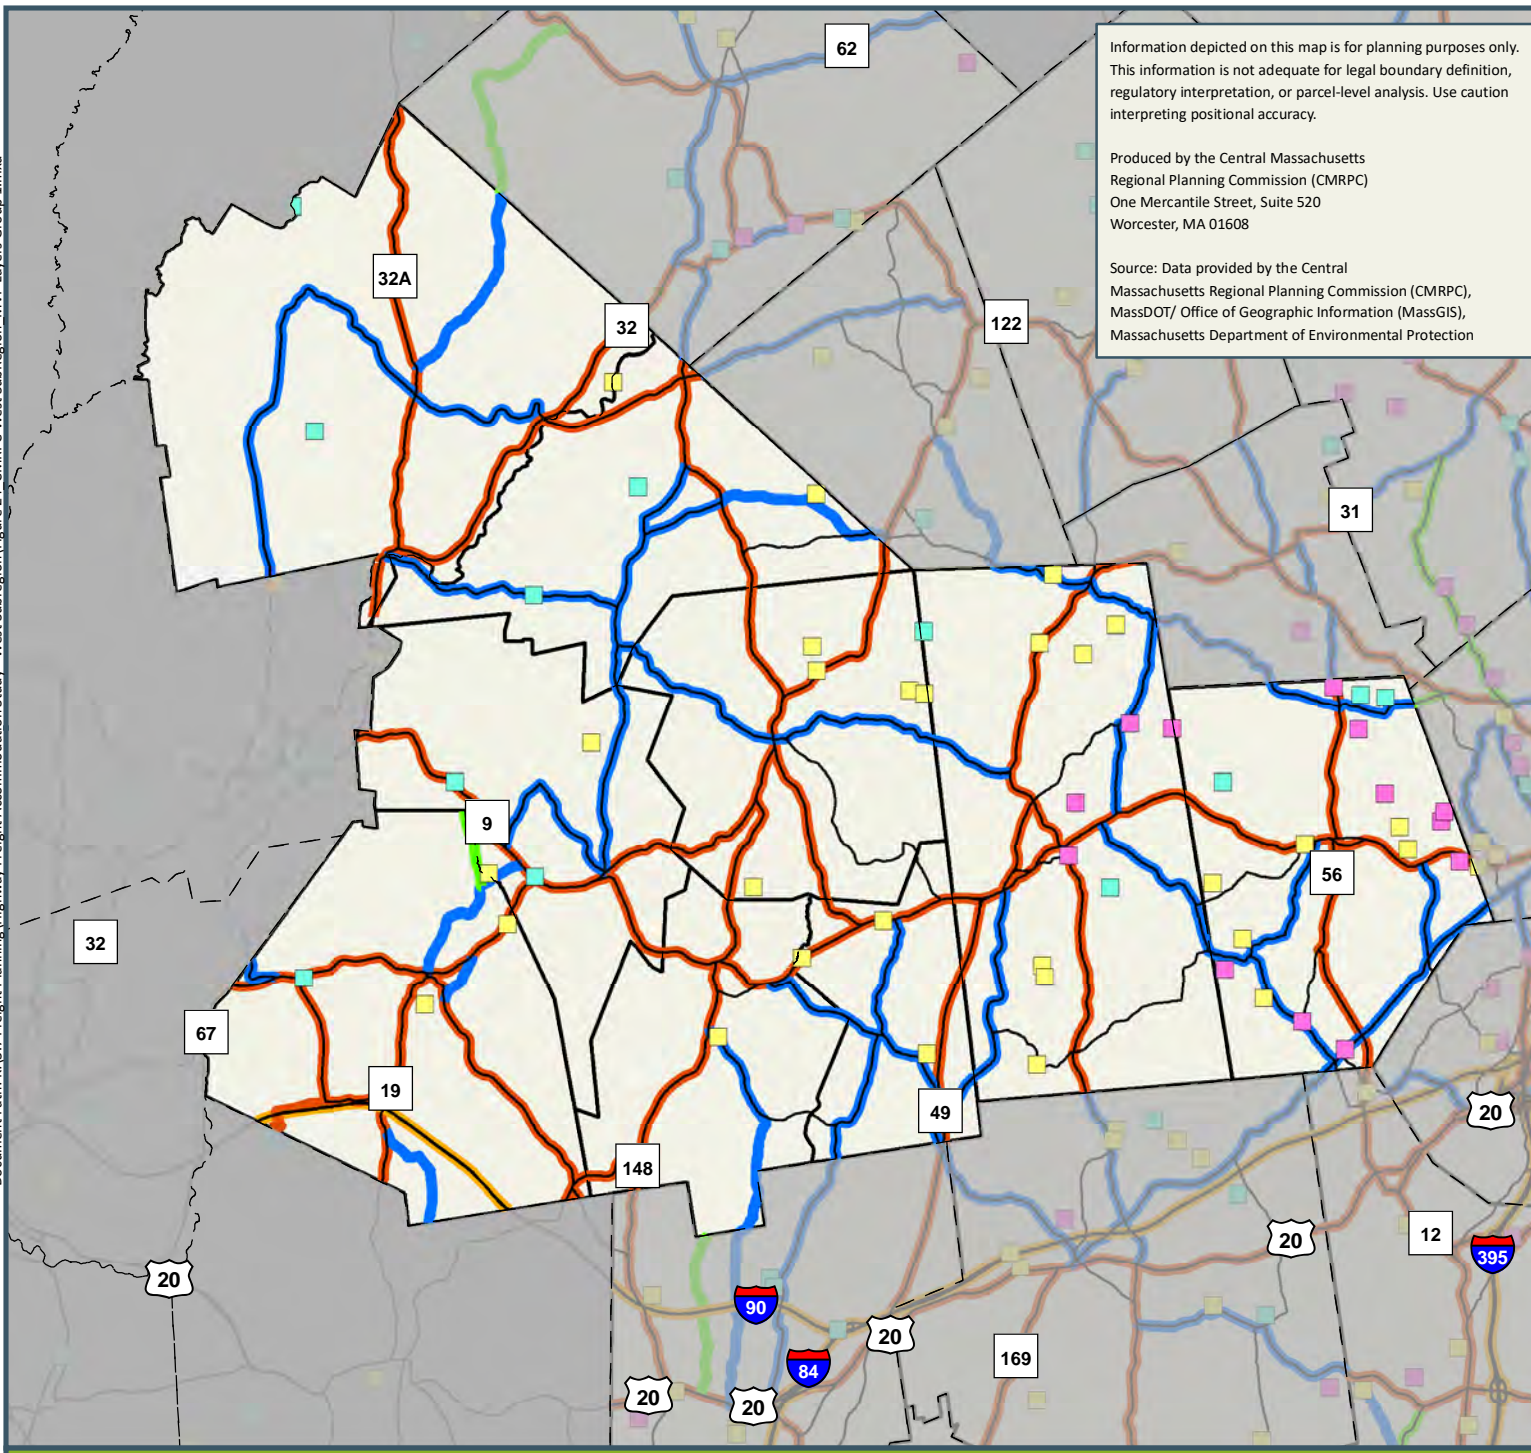 62
Information depicted on this map is for planning purposes only.
This information is not adequate for legal boundary definition,
regulatory interpretation, or parcel-level analysis. Use caution
interpreting positional accuracy.
Produced by the Central Massachusetts
Regional Planning Commission (CMRPC)
One Mercantile Street, Suite 520
Worcester, MA 01608
Source: Data provided by the Central
Massachusetts Regional Planning Commission (CMRPC),
MassDOT/ Office of Geographic Information (MassGIS),
Massachusetts Department of Environmental Protection
32A
32
122
31
9
56
32
67
19
49
20
148
20
12
395
20
90
20
84
169
20
20